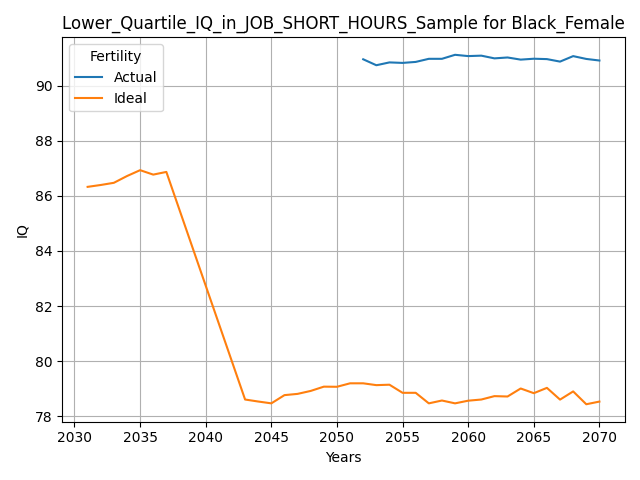 Lower_Quartile_IQ_in_JOB_SHORT_HOURS_Sample for Black_Female
Fertility
Actual
Ideal
90
88
86
84
82
80
78
IQ
2030 2035 2040 2045 2050 2055 2060 2065 2070
Years